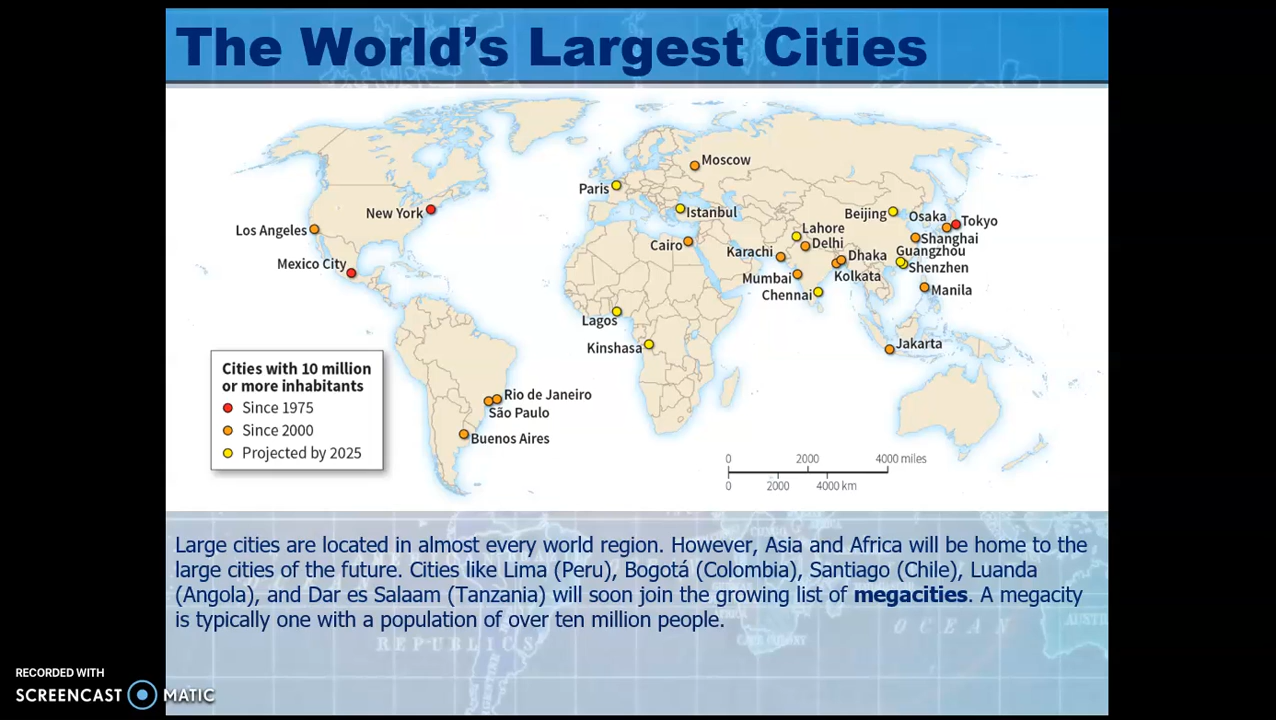 The World's Largest Cities
Moscow
Paris
New York
Istanbul
Beijing
Osaka
Tokyo
Los Angeles
Lahore
Cairo
Delhi
Shanghai
Karachi
Dhaka
Guangzhou
Mexico City
Mumbai
Kolkata
Shenzhen
Chennai
Manila
Lagos
Kinshasa
Jakarta
Cities with 10 million
or more inhabitants
Since 1975
Since 2000
Projected by 2025
Rio de Janeiro
São Paulo
Buenos Aires
0 2000 4000 miles
0 2000 4000 km
Large cities are located in almost every world region. However, Asia and Africa will be home to the
large cities of the future. Cities like Lima (Peru), Bogotá (Colombia), Santiago (Chile), Luanda
(Angola), and Dar es Salaam (Tanzania) will soon join the growing list of megacities. A megacity
is typically one with a population of over ten million people.
REPUBLICS
CAPE COLONY
OCEAN
RECORDED WITH
SCREENCAST MATIC